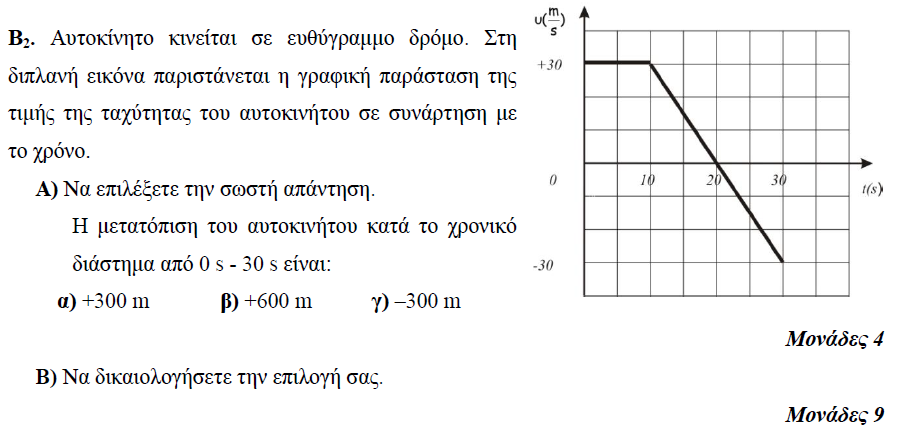 B₂. Αυτοκίνητο κινείται σε ευθύγραμμο δρόμο. Στη
διπλανή εικόνα παριστάνεται η γραφική παράσταση της
τιμής της ταχύτητας του αυτοκινήτου σε συνάρτηση με
το χρόνο.
Α) Να επιλέξετε την σωστή απάντηση.
Η μετατόπιση του αυτοκινήτου κατά το χρονικό
διάστημα από 0 s - 30 s είναι:
α) +300 m β) +600 m γ) –300 m
υ(m/s)
+30
0 10 20 30 t(s)
-30
Μονάδες 4
Β) Να δικαιολογήσετε την επιλογή σας.
Μονάδες 9